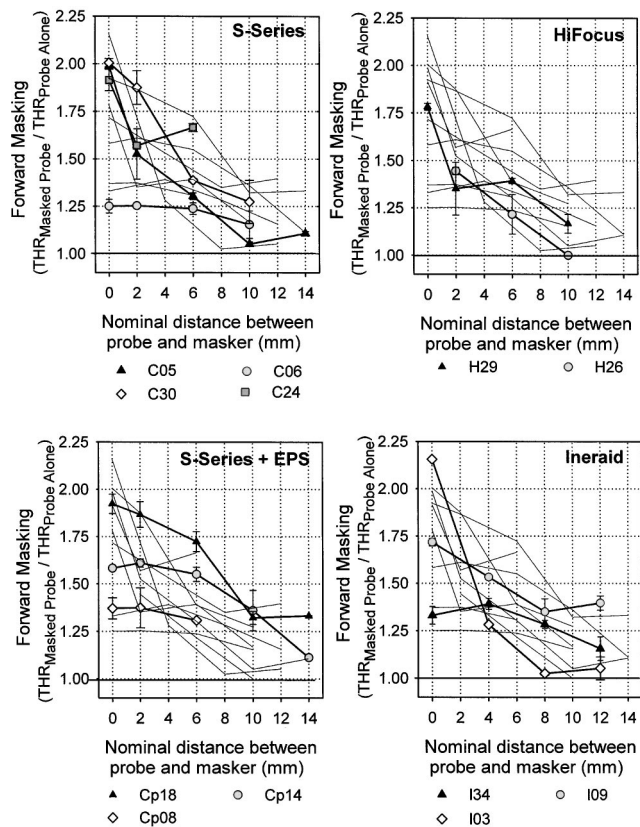 S-Series
Forward Masking
(THRMasked Probe / THRProbe Alone)
2.25
2.00
1.75
1.50
1.25
1.00
0 2 4 6 8 10 12 14
Nominal distance between
probe and masker (mm)
C05 C06
C30 C24
HiFocus
Forward Masking
(THRMasked Probe / THRProbe Alone)
2.25
2.00
1.75
1.50
1.25
1.00
0 2 4 6 8 10 12 14
Nominal distance between
probe and masker (mm)
H29 H26
S-Series + EPS
Forward Masking
(THRMasked Probe / THRProbe Alone)
2.25
2.00
1.75
1.50
1.25
1.00
0 2 4 6 8 10 12 14
Nominal distance between
probe and masker (mm)
Cp18 Cp14
Cp08
Ineraid
Forward Masking
(THRMasked Probe / THRProbe Alone)
2.25
2.00
1.75
1.50
1.25
1.00
0 2 4 6 8 10 12 14
Nominal distance between
probe and masker (mm)
I34 I09
I03